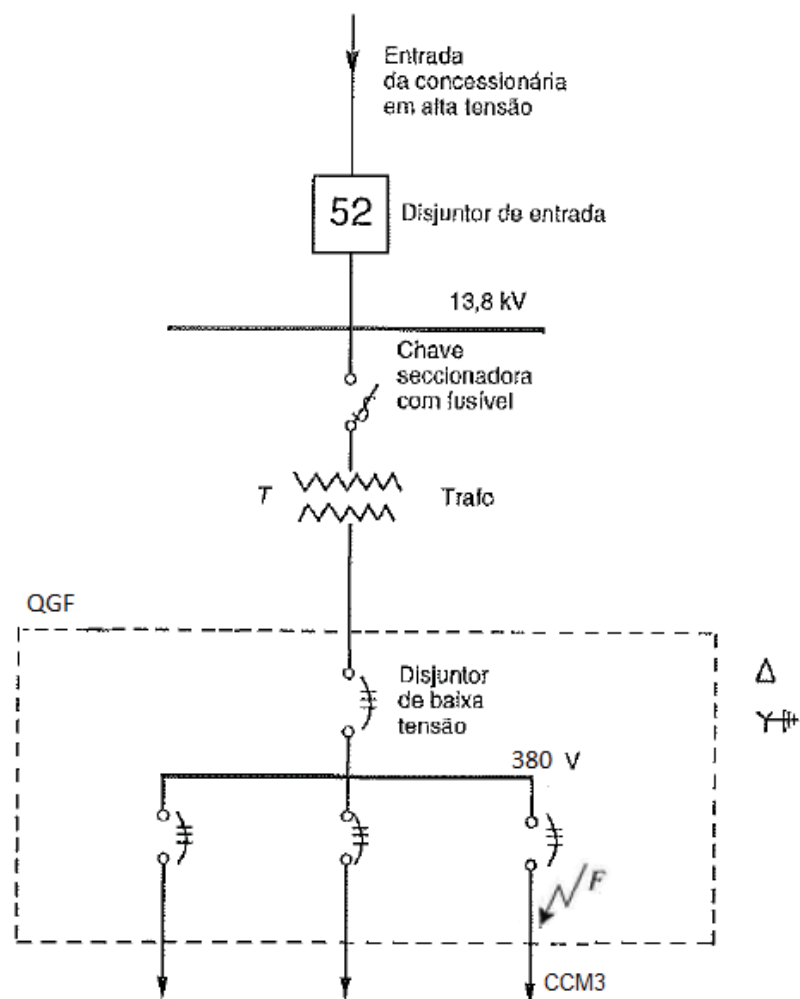 Entrada
da concessionária
em alta tensão
52
Disjuntor de entrada
13,8 kV
Chave
seccionadora
com fusível
T
Trafo
QGF
Disjuntor
de baixa
tensão
Δ
380 V
F
CCM3